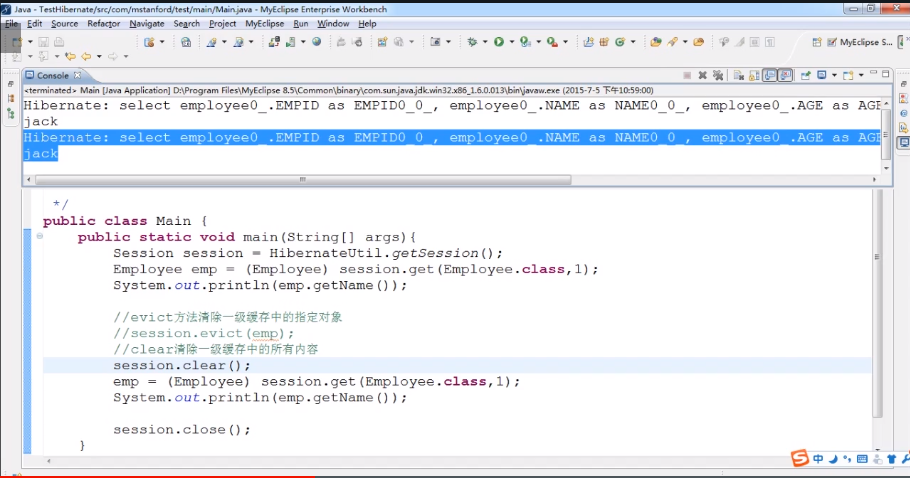 Java - TestHibernate/src/com/mstanford/test/main/Main.java - MyEclipse Enterprise Workbench
File Edit Source Refactor Navigate Search Project MyEclipse Run Window Help
MyEclipse S...
Console
<terminated> Main [Java Application] D:\Program Files\MyEclipse 8.5\Common\binary\com.sun.java.jdk.win32.x86_1.6.0.013\bin\javaw.exe (2015-7-5 下午10:59:00)
Hibernate: select employee0_.EMPID as EMPID0_0_, employee0_.NAME as NAME0_0_, employee0_.AGE as AGE
jack
Hibernate: select employee0_.EMPID as EMPID0_0_, employee0_.NAME as NAME0_0_, employee0_.AGE as AGE
jack
*/
public class Main {
public static void main(String[] args){
Session session = HibernateUtil.getSession();
Employee emp = (Employee) session.get(Employee.class,1);
System.out.println(emp.getName());
//evict方法清除一级缓存中的指定对象
//session.evict(emp);
//clear清除一级缓存中的所有内容
session.clear();
emp = (Employee) session.get(Employee.class,1);
System.out.println(emp.getName());
session.close();
}
S 中